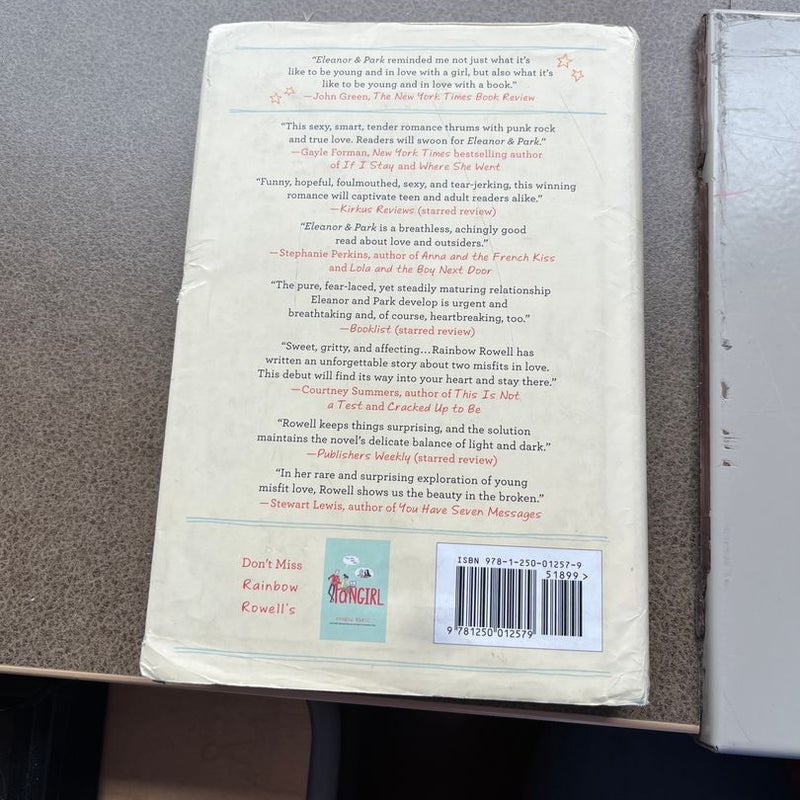 “Eleanor & Park reminded me not just what it’s
like to be young and in love with a girl, but also what it’s
like to be young and in love with a book.”
—John Green, The New York Times Book Review
“This sexy, smart, tender romance thrums with punk rock
and true love. Readers will swoon for Eleanor & Park.”
—Gayle Forman, New York Times bestselling author
of If I Stay and Where She Went
“Funny, hopeful, foulmouthed, sexy, and tear-jerking, this winning
romance will captivate teen and adult readers alike.”
—Kirkus Reviews (starred review)
“Eleanor & Park is a breathless, achingly good
read about love and outsiders.”
—Stephanie Perkins, author of Anna and the French Kiss
and Lola and the Boy Next Door
“The pure, fear-laced, yet steadily maturing relationship
Eleanor and Park develop is urgent and
breathtaking and, of course, heartbreaking, too.”
—Booklist (starred review)
“Sweet, gritty, and affecting…Rainbow Rowell has
written an unforgettable story about two misfits in love.
This debut will find its way into your heart and stay there.”
—Courtney Summers, author of This Is Not
a Test and Cracked Up to Be
“Rowell keeps things surprising, and the solution
maintains the novel’s delicate balance of light and dark.”
—Publishers Weekly (starred review)
“In her rare and surprising exploration of young
misfit love, Rowell shows us the beauty in the broken.”
—Stewart Lewis, author of You Have Seven Messages
Don’t Miss
Rainbow
Rowell’s
FANGIRL
ISBN 978-1-250-01257-9
51899 >
9 781250 012579